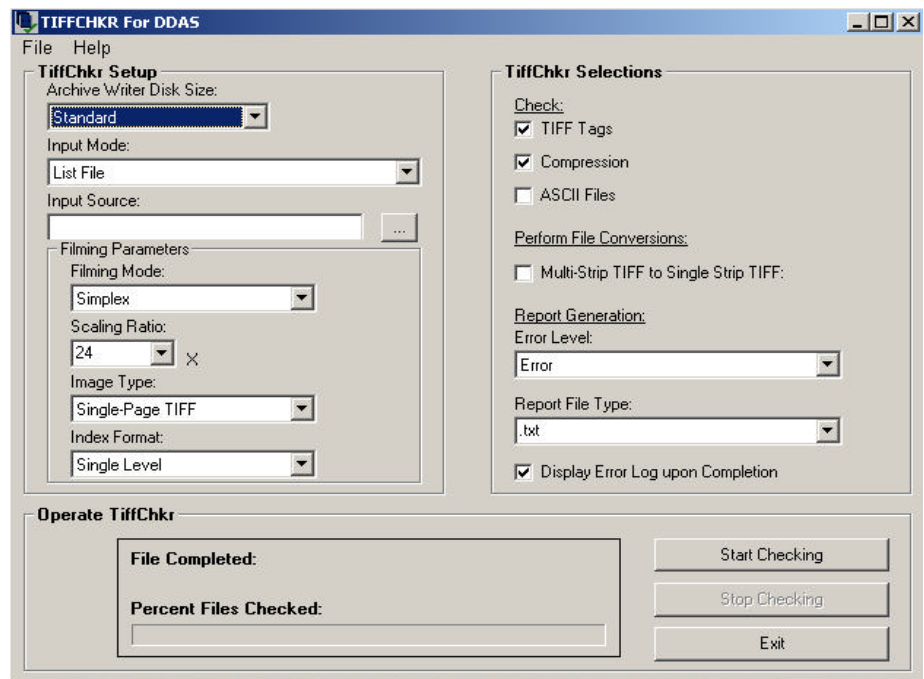 TIFFCHKR For DDAS
File Help
TiffChkr Setup
Archive Writer Disk Size:
Standard
Input Mode:
List File
Input Source:
...
Filming Parameters
Filming Mode:
Simplex
Scaling Ratio:
24 X
Image Type:
Single-Page TIFF
Index Format:
Single Level
TiffChkr Selections
Check:
TIFF Tags
Compression
ASCII Files
Perform File Conversions:
Multi-Strip TIFF to Single Strip TIFF:
Report Generation:
Error Level:
Error
Report File Type:
.txt
Display Error Log upon Completion
Operate TiffChkr
File Completed:
Percent Files Checked:
Start Checking
Stop Checking
Exit